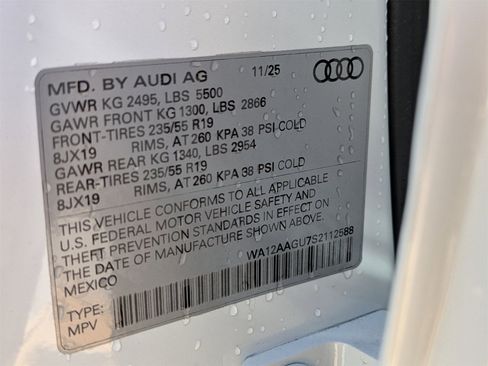 MFD. BY AUDI AG 11/25
GVWR KG 2495, LBS 5500
GAWR FRONT KG 1300, LBS 2866
FRONT-TIRES 235/55 R19
8JX19 RIMS, AT 260 KPA 38 PSI COLD
GAWR REAR KG 1340, LBS 2954
REAR-TIRES 235/55 R19
8JX19 RIMS, AT 260 KPA 38 PSI COLD
THIS VEHICLE CONFORMS TO ALL APPLICABLE
U.S. FEDERAL MOTOR VEHICLE SAFETY AND
THEFT PREVENTION STANDARDS IN EFFECT ON
THE DATE OF MANUFACTURE SHOWN ABOVE.
MEXICO
WA12AAGU7S2112588
TYPE:
MPV